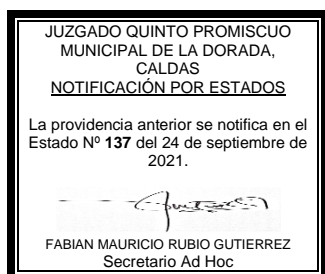 JUZGADO QUINTO PROMISCUO
MUNICIPAL DE LA DORADA,
CALDAS
NOTIFICACIÓN POR ESTADOS
La providencia anterior se notifica en el
Estado Nº 137 del 24 de septiembre de
2021.
FABIAN MAURICIO RUBIO GUTIERREZ
Secretario Ad Hoc